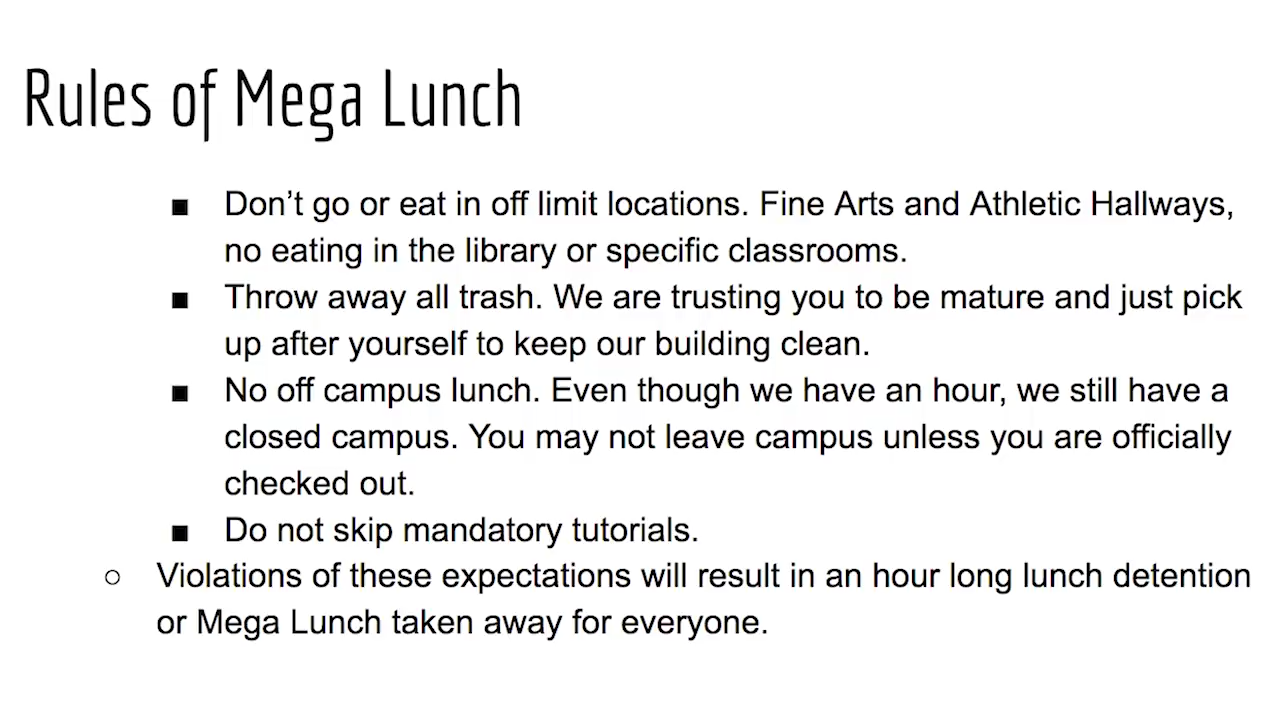 Rules of Mega Lunch
■ Don’t go or eat in off limit locations. Fine Arts and Athletic Hallways,
no eating in the library or specific classrooms.
■ Throw away all trash. We are trusting you to be mature and just pick
up after yourself to keep our building clean.
■ No off campus lunch. Even though we have an hour, we still have a
closed campus. You may not leave campus unless you are officially
checked out.
■ Do not skip mandatory tutorials.
○ Violations of these expectations will result in an hour long lunch detention
or Mega Lunch taken away for everyone.